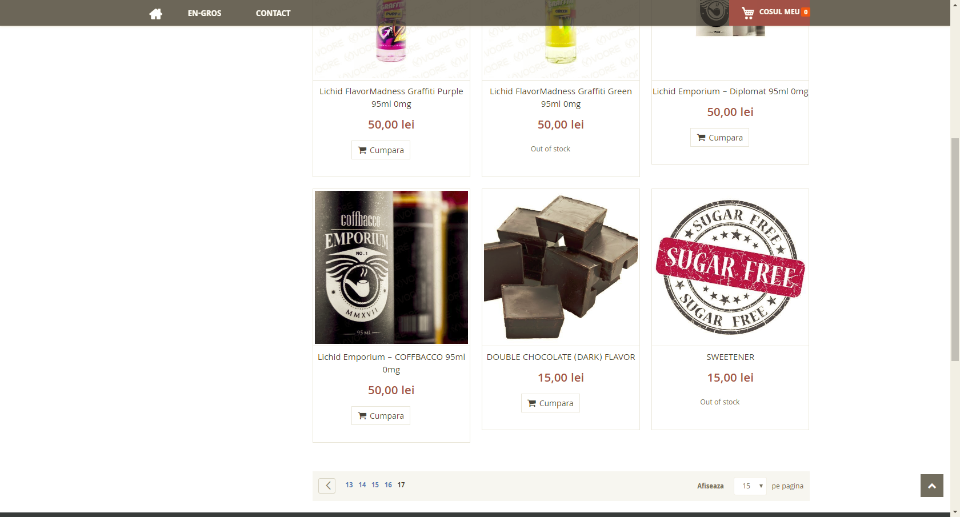 EN-GROS
CONTACT
COSUL MEU 0
Lichid FlavorMadness Graffiti Purple
95ml 0mg
50,00 lei
Cumpara
Lichid FlavorMadness Graffiti Green
95ml 0mg
50,00 lei
Out of stock
Lichid Emporium – Diplomat 95ml 0mg
50,00 lei
Cumpara
coffbacco
EMPORIUM
NO. 1
MMXVII
95 ml
Lichid Emporium – COFFBACCO 95ml
0mg
50,00 lei
Cumpara
DOUBLE CHOCOLATE (DARK) FLAVOR
15,00 lei
Cumpara
SUGAR FREE
SUGAR FREE
SUGAR FREE
SWEETENER
15,00 lei
Out of stock
13 14 15 16 17
Afiseaza 15 pe pagina